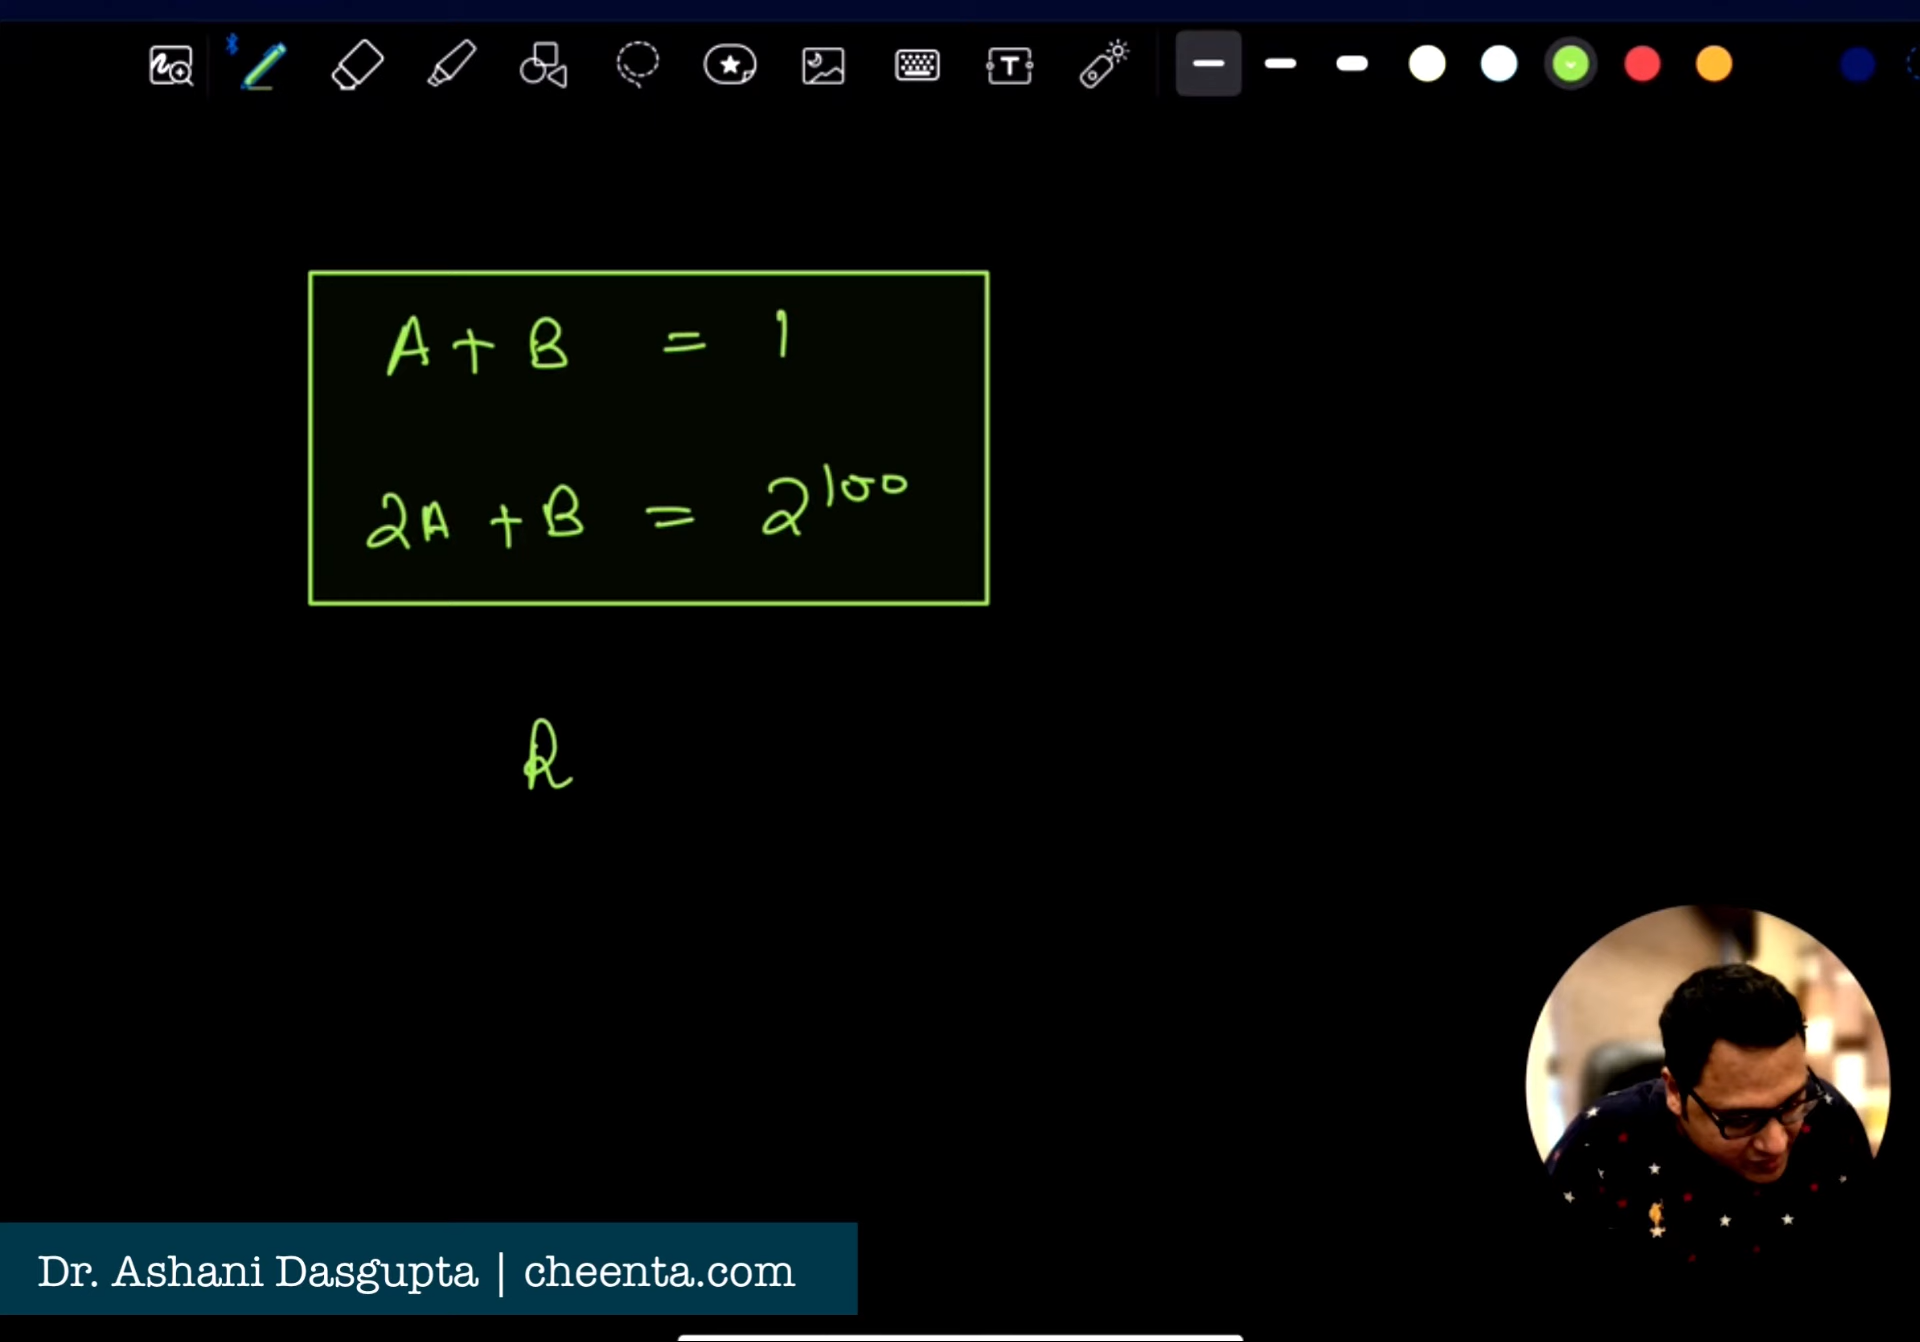 A + B = 1
2A + B = 2^100
R
Dr. Ashani Dasgupta | cheenta.com